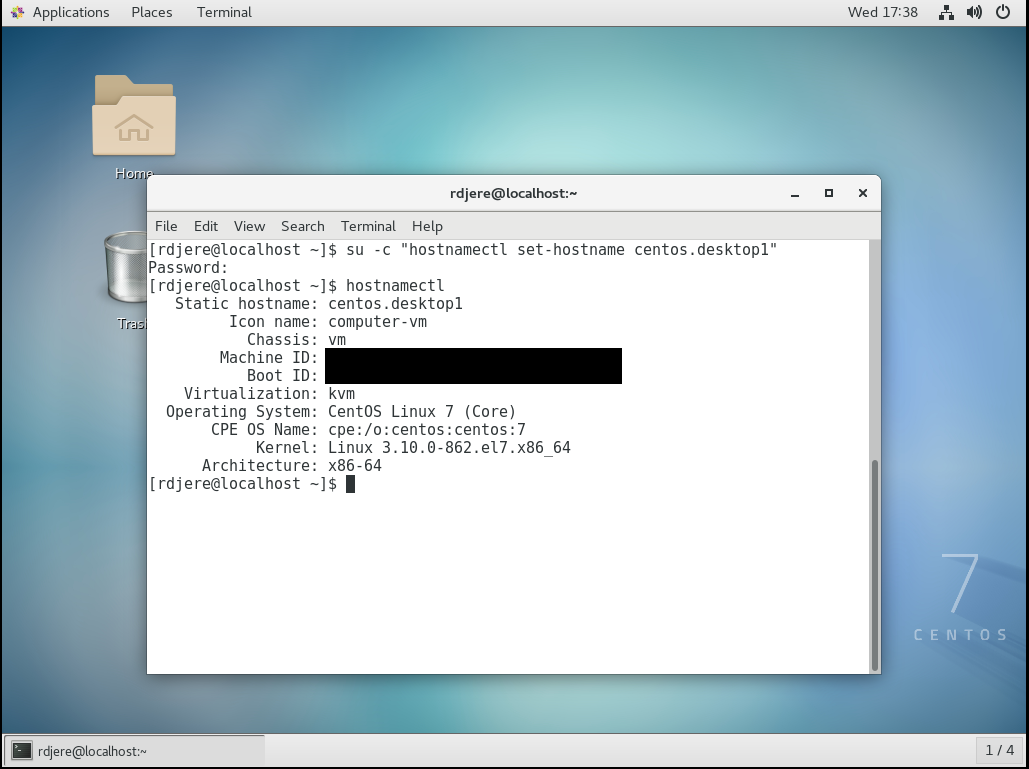 Applications Places Terminal Wed 17:38
Home
Trash
rdjere@localhost:~
File Edit View Search Terminal Help
[rdjere@localhost ~]$ su -c "hostnamectl set-hostname centos.desktop1"
Password:
[rdjere@localhost ~]$ hostnamectl
   Static hostname: centos.desktop1
         Icon name: computer-vm
           Chassis: vm
        Machine ID:
           Boot ID:
    Virtualization: kvm
  Operating System: CentOS Linux 7 (Core)
       CPE OS Name: cpe:/o:centos:centos:7
            Kernel: Linux 3.10.0-862.el7.x86_64
      Architecture: x86-64
[rdjere@localhost ~]$
7
CENTOS
rdjere@localhost:~ 1 / 4